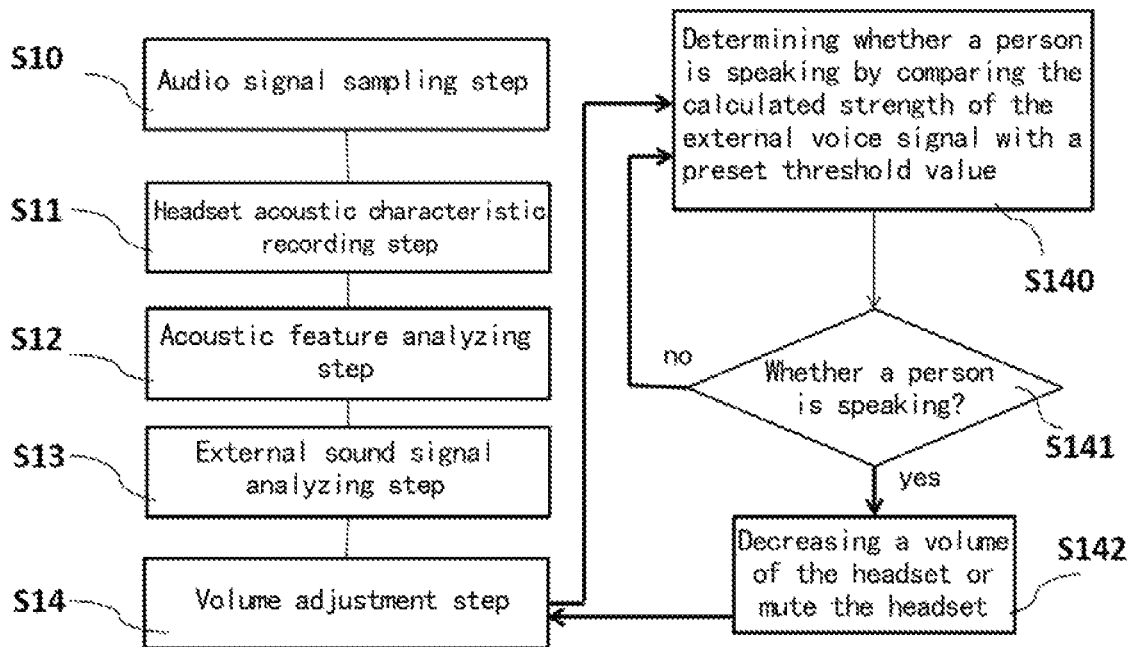 S10
Audio signal sampling step
S11
Headset acoustic characteristic
recording step
S12
Acoustic feature analyzing
step
S13
External sound signal
analyzing step
S14
Volume adjustment step
Determining whether a person
is speaking by comparing the
calculated strength of the
external voice signal with a
preset threshold value
S140
no
Whether a person
is speaking?
S141
yes
Decreasing a volume
of the headset or
mute the headset
S142